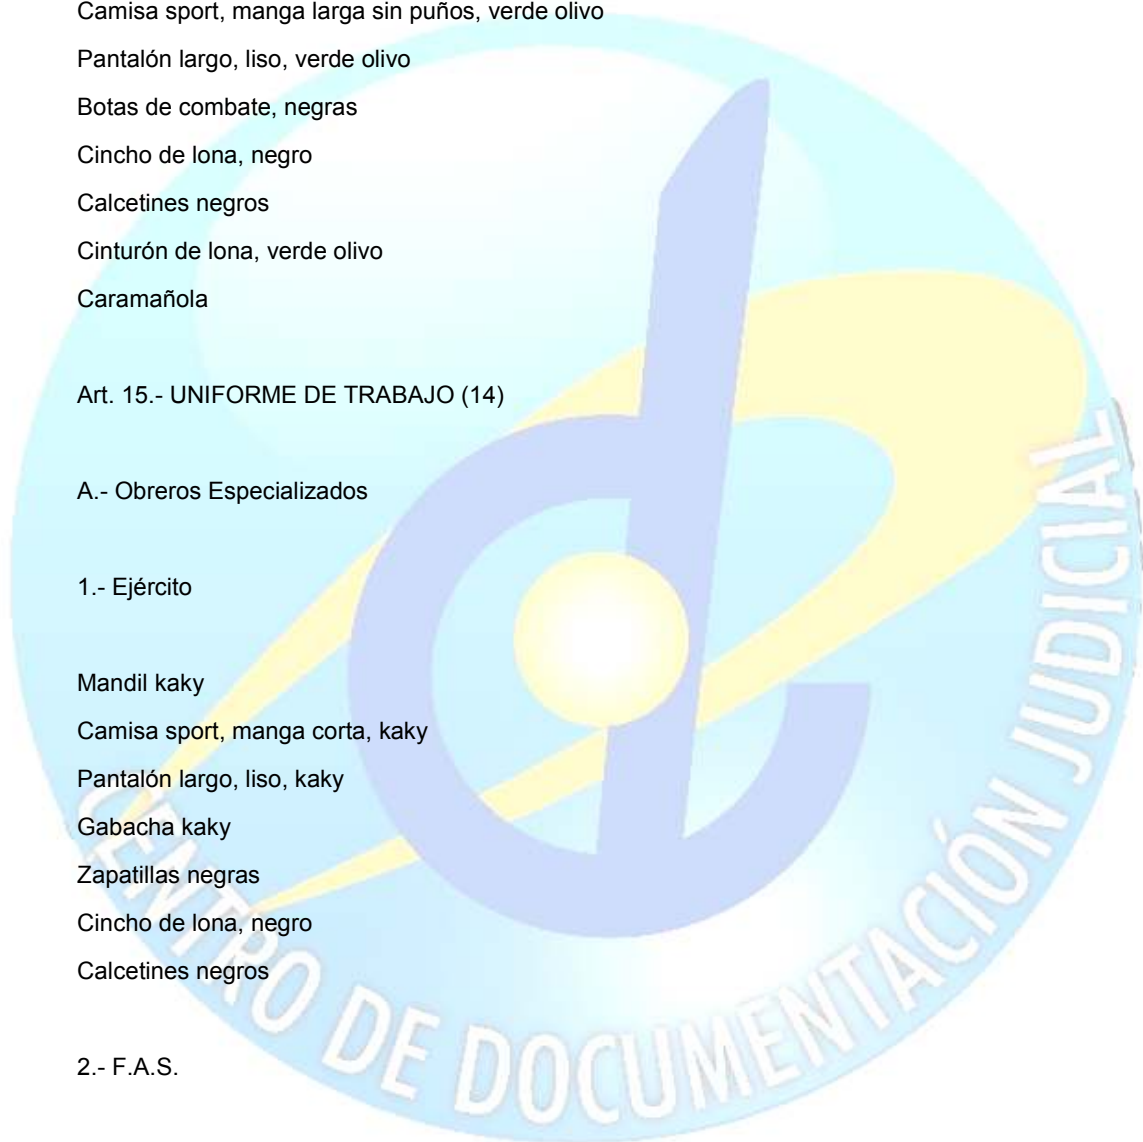 Camisa sport, manga larga sin puños, verde olivo
Pantalón largo, liso, verde olivo
Botas de combate, negras
Cincho de lona, negro
Calcetines negros
Cinturón de lona, verde olivo
Caramañola
Art. 15.- UNIFORME DE TRABAJO (14)
A.- Obreros Especializados
1.- Ejército
Mandil kaky
Camisa sport, manga corta, kaky
Pantalón largo, liso, kaky
Gabacha kaky
Zapatillas negras
Cincho de lona, negro
Calcetines negros
2.- F.A.S.
CENTRO DE DOCUMENTACIÓN JUDICIAL